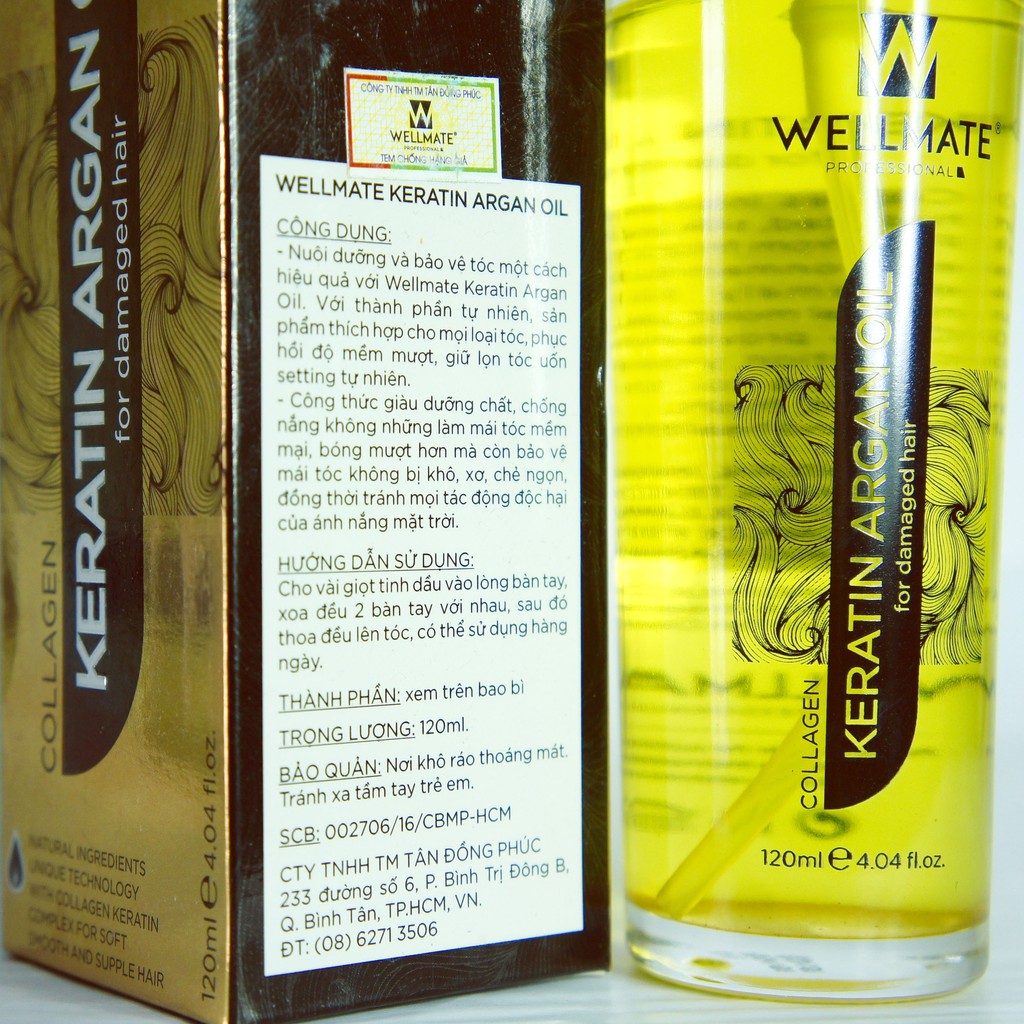 COLLAGEN
KERATIN ARGAN
for damaged hair
NATURAL INGREDIENTS
UNIQUE TECHNOLOGY
WITH COLLAGEN KERATIN
COMPLEX FOR SOFT
SMOOTH AND SUPPLE HAIR
120ml e 4.04 fl.oz.
CÔNG TY TNHH TM TÂN ĐỒNG PHÚC
WELLMATE®
PROFESSIONAL
TEM CHỐNG HÀNG GIẢ
WELLMATE KERATIN ARGAN OIL
CÔNG DỤNG:
- Nuôi dưỡng và bảo vệ tóc một cách
hiệu quả với Wellmate Keratin Argan
Oil. Với thành phần tự nhiên, sản
phẩm thích hợp cho mọi loại tóc, phục
hồi độ mềm mượt, giữ lọn tóc uốn
setting tự nhiên.
- Công thức giàu dưỡng chất, chống
nắng không những làm mái tóc mềm
mại, bóng mượt hơn mà còn bảo vệ
mái tóc không bị khô, xơ, chẻ ngọn,
đồng thời tránh mọi tác động độc hại
của ánh nắng mặt trời.
HƯỚNG DẪN SỬ DỤNG:
Cho vài giọt tinh dầu vào lòng bàn tay,
xoa đều 2 bàn tay với nhau, sau đó
thoa đều lên tóc, có thể sử dụng hàng
ngày.
THÀNH PHẦN: xem trên bao bì
TRỌNG LƯỢNG: 120ml.
BẢO QUẢN: Nơi khô ráo thoáng mát.
Tránh xa tầm tay trẻ em.
SCB: 002706/16/CBMP-HCM
CTY TNHH TM TÂN ĐỒNG PHÚC
233 đường số 6, P. Bình Trị Đông B,
Q. Bình Tân, TP.HCM, VN.
ĐT: (08) 6271 3506
WELLMATE®
PROFESSIONAL
COLLAGEN
KERATIN ARGAN OIL
for damaged hair
120ml e 4.04 fl.oz.